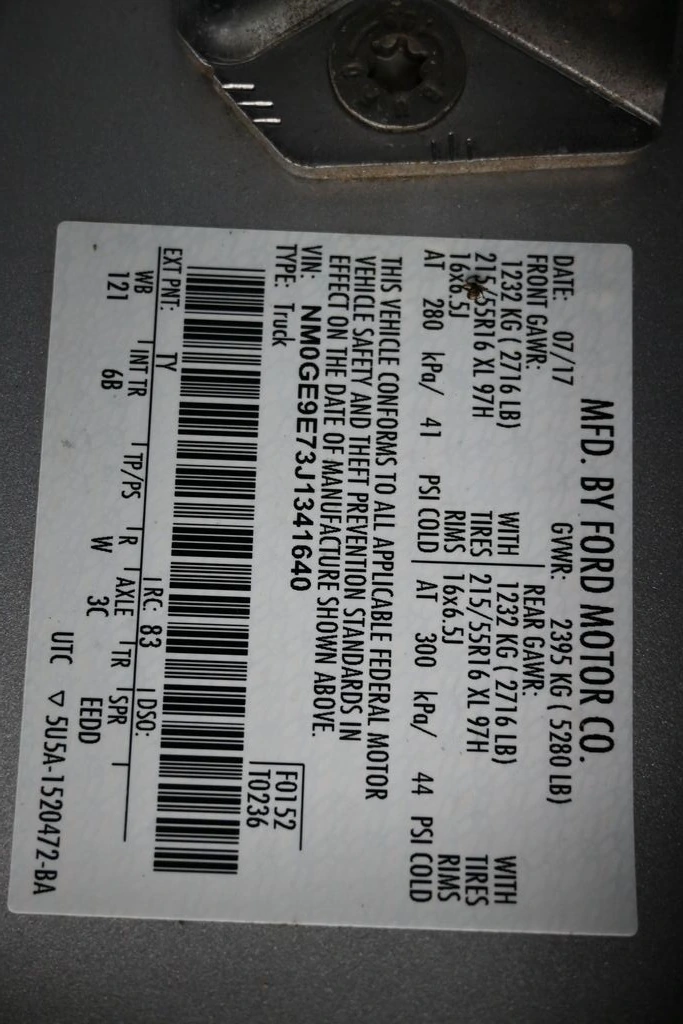 MFD. BY FORD MOTOR CO.
DATE: 07/17 GVWR: 2395 KG ( 5280 LB)
FRONT GAWR: REAR GAWR:
1232 KG ( 2716 LB) WITH 1232 KG ( 2716 LB) WITH
215/55R16 XL 97H TIRES 215/55R16 XL 97H TIRES
16x6.5J RIMS 16x6.5J RIMS
AT 280 kPa/ 41 PSI COLD AT 300 kPa/ 44 PSI COLD
THIS VEHICLE CONFORMS TO ALL APPLICABLE FEDERAL MOTOR
VEHICLE SAFETY AND THEFT PREVENTION STANDARDS IN
EFFECT ON THE DATE OF MANUFACTURE SHOWN ABOVE.
VIN: NM0GE9E73J1341640
TYPE: Truck
F0152
T0236
EXT PNT: TY RC: 83 DSO:
WB INT TR TP/PS R AXLE TR SPR
121 6B W 3C EEDD
UTC ▽ 5U5A-1520472-BA